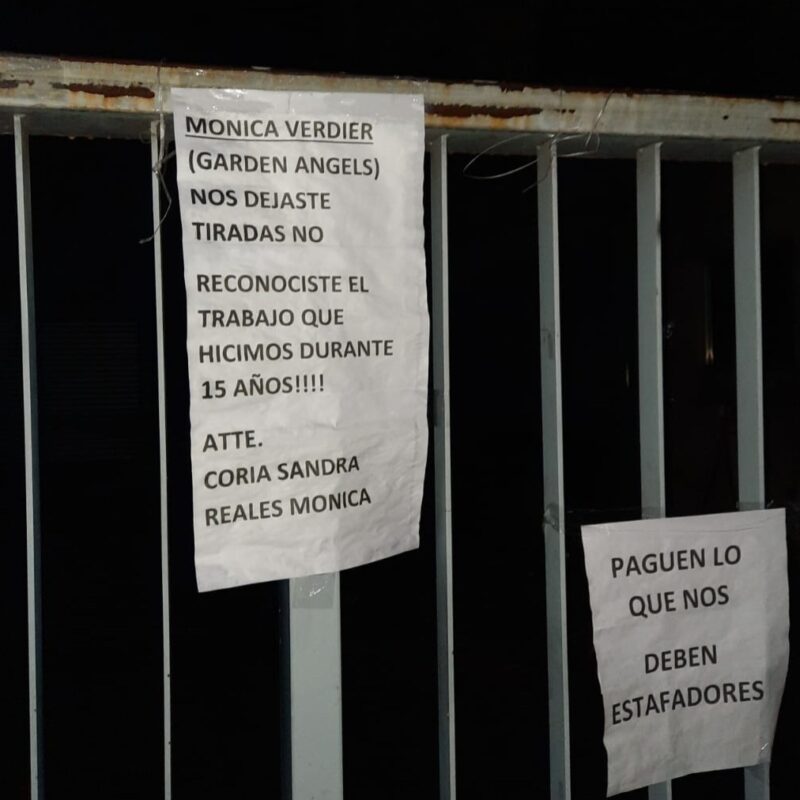 MONICA VERDIER
(GARDEN ANGELS)
NOS DEJASTE
TIRADAS NO
RECONOCISTE EL
TRABAJO QUE
HICIMOS DURANTE
15 AÑOS!!!!
ATTE.
CORIA SANDRA
REALES MONICA
PAGUEN LO
QUE NOS
DEBEN
ESTAFADORES